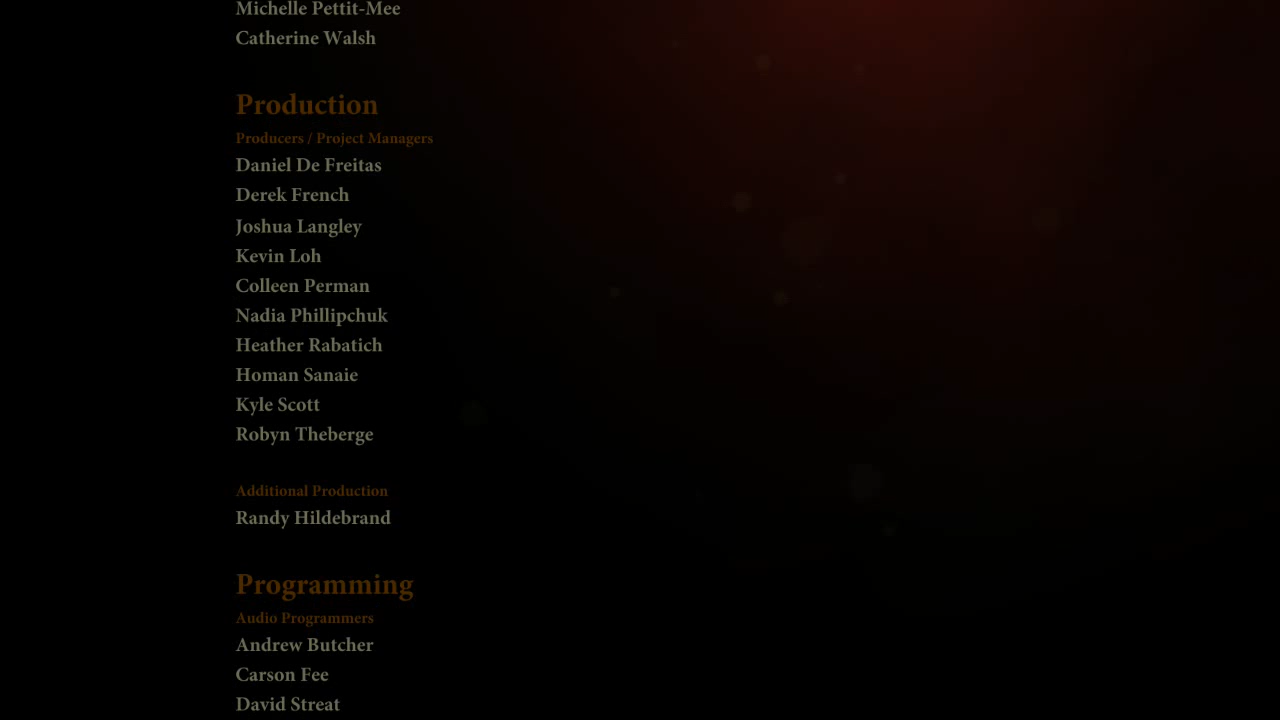 Michelle Pettit-Mee
Catherine Walsh
Production
Producers / Project Managers
Daniel De Freitas
Derek French
Joshua Langley
Kevin Loh
Colleen Perman
Nadia Phillipchuk
Heather Rabatich
Homan Sanaie
Kyle Scott
Robyn Theberge
Additional Production
Randy Hildebrand
Programming
Audio Programmers
Andrew Butcher
Carson Fee
David Streat